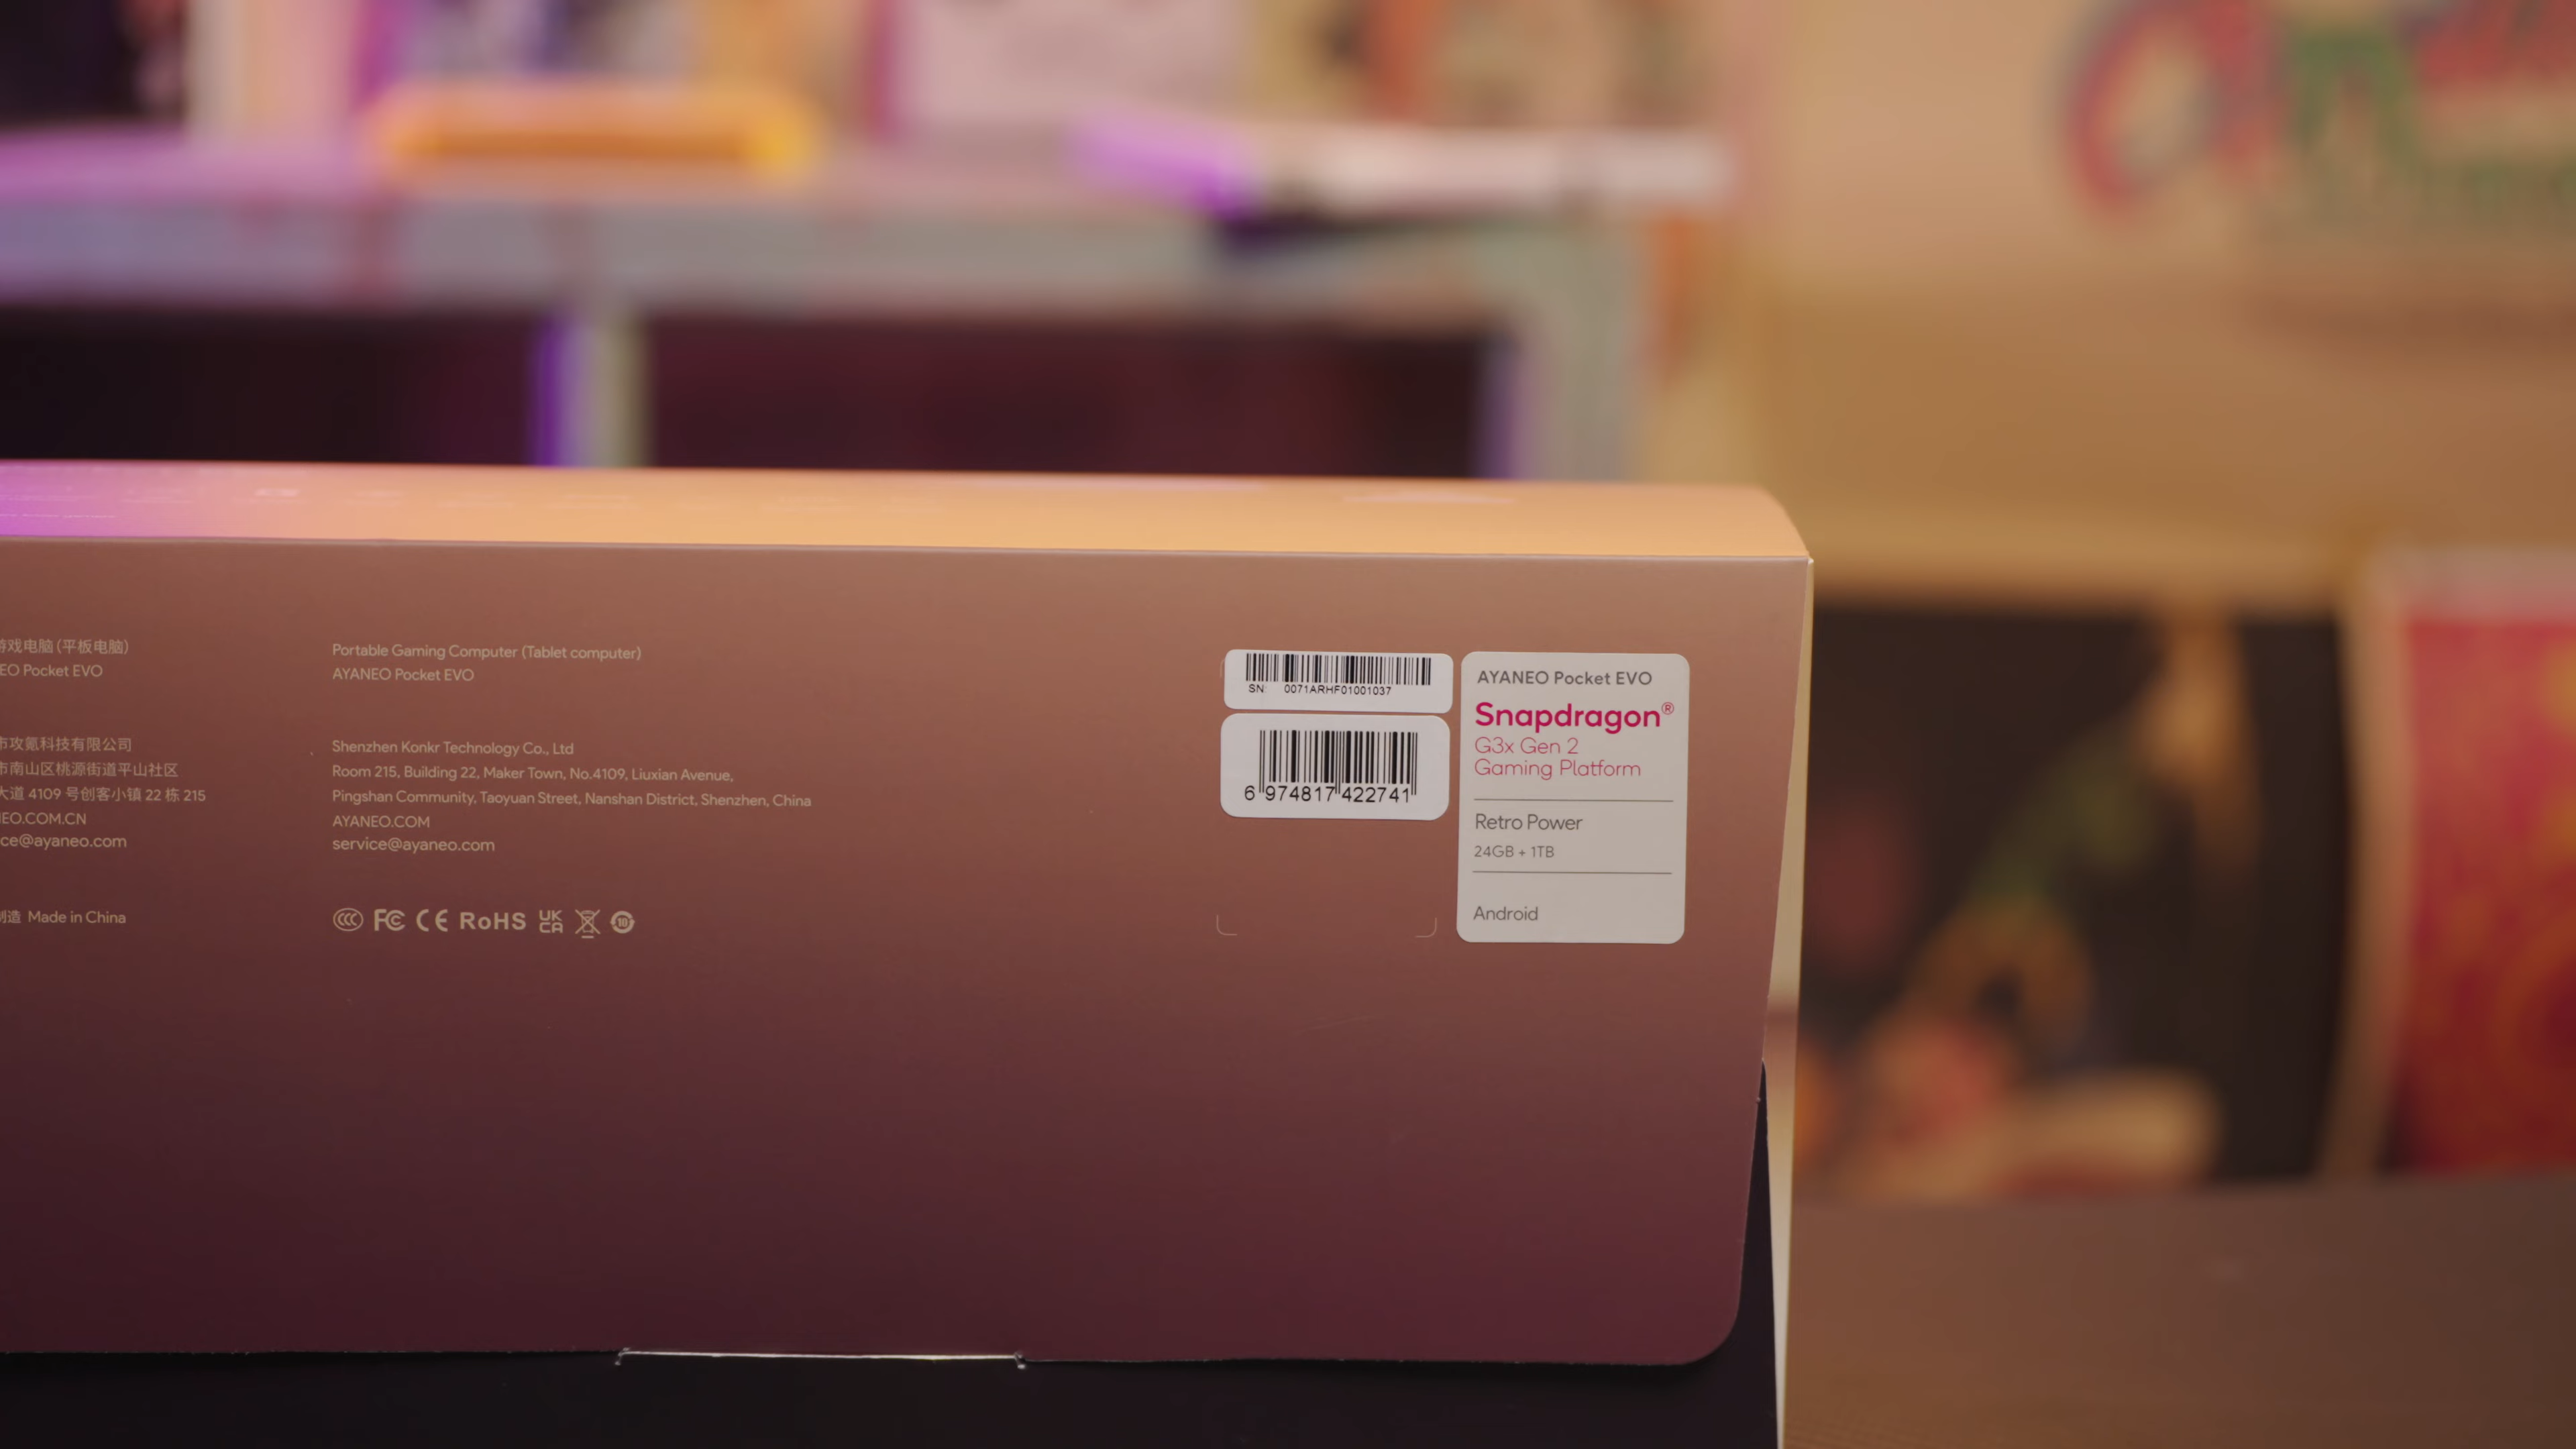 游戏电脑 (平板电脑)
EO Pocket EVO
市攻氪科技有限公司
市南山区桃源街道平山社区
大道 4109 号创客小镇 22 栋 215
EO.COM.CN
ce@ayaneo.com
制造 Made in China
Portable Gaming Computer (Tablet computer)
AYANEO Pocket EVO
Shenzhen Konkr Technology Co., Ltd
Room 215, Building 22, Maker Town, No.4109, Liuxian Avenue,
Pingshan Community, Taoyuan Street, Nanshan District, Shenzhen, China
AYANEO.COM
service@ayaneo.com
CCC FC CE RoHS UK CA 10
SN: 0071ARHF01001037
6 974817 422741
AYANEO Pocket EVO
Snapdragon®
G3x Gen 2
Gaming Platform
Retro Power
24GB + 1TB
Android